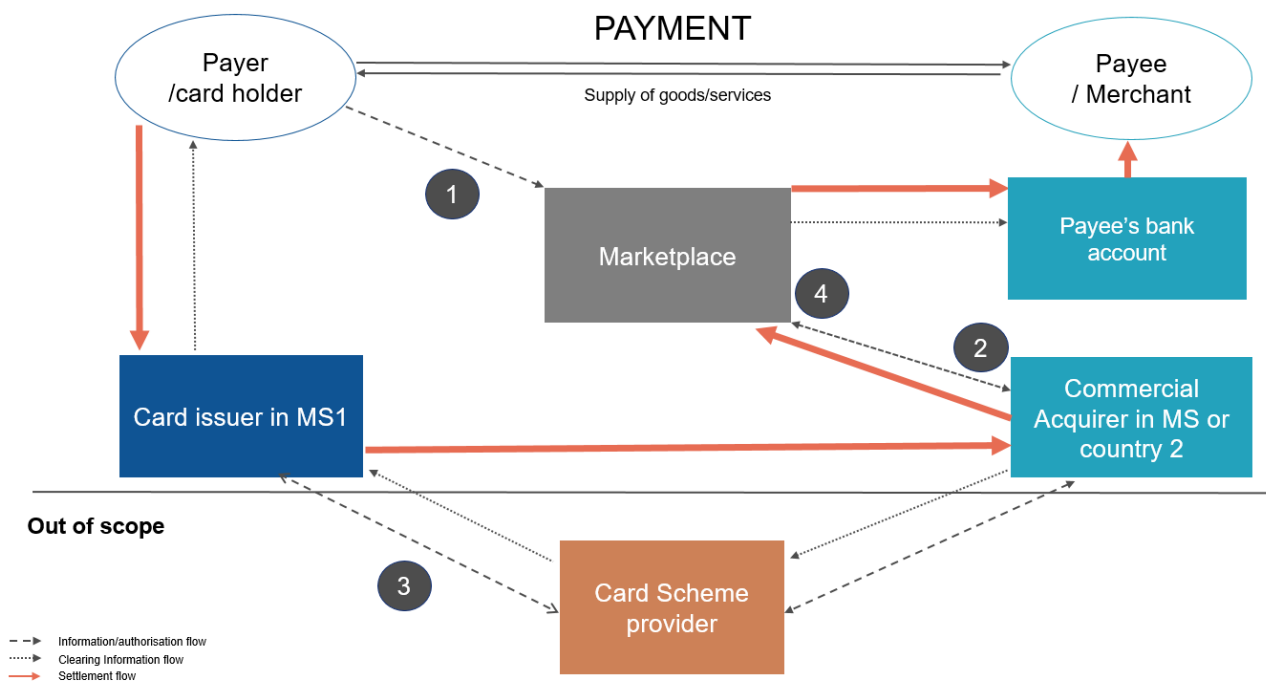 PAYMENT
Payer
/card holder
Payee
/ Merchant
Supply of goods/services
1
Marketplace
Payee's bank
account
4
2
Card issuer in MS1
Commercial
Acquirer in MS or
country 2
Out of scope
3
Card Scheme
provider
Information/authorisation flow
Clearing Information flow
Settlement flow